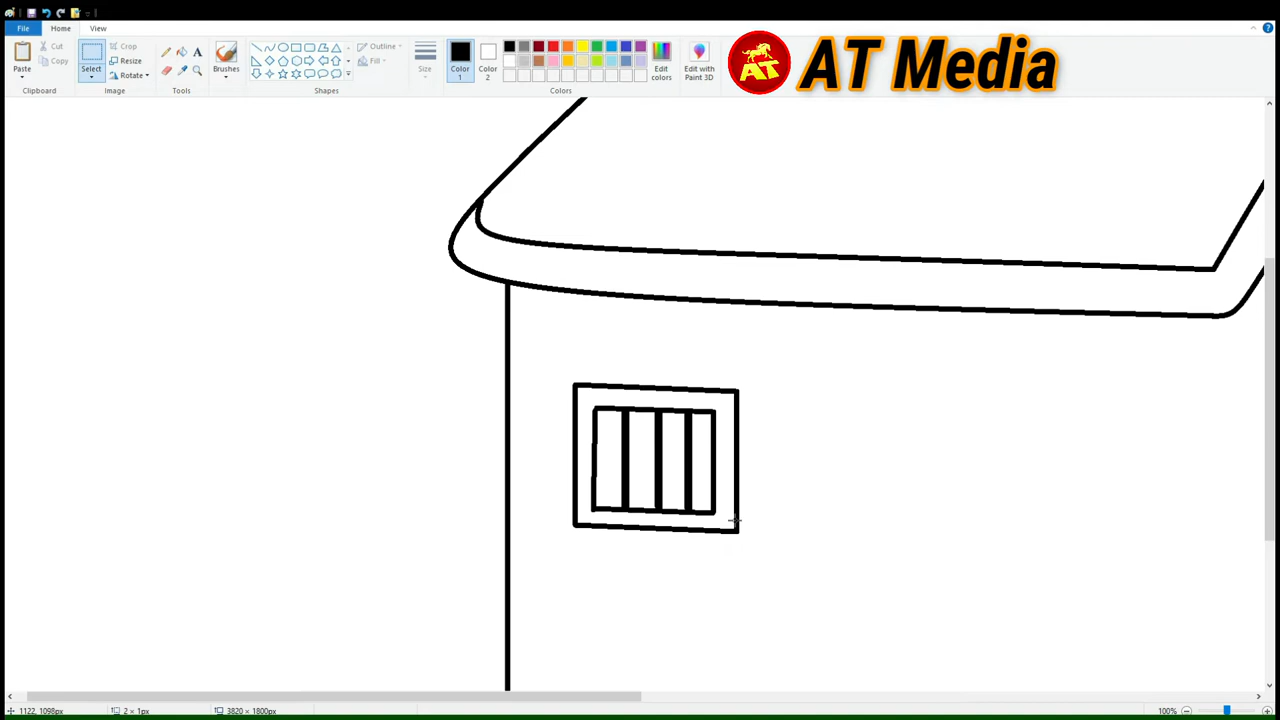 AT Media
AT
File
Home
View
Paste
Cut
Copy
Clipboard
Select
Crop
Resize
Rotate
Image
A
Tools
Brushes
Outline
Fill
Shapes
Size
Color
1
Color
2
Edit
colors
Colors
Edit with
Paint 3D
1122, 1098px
2 × 1px
3820 × 1800px
100%